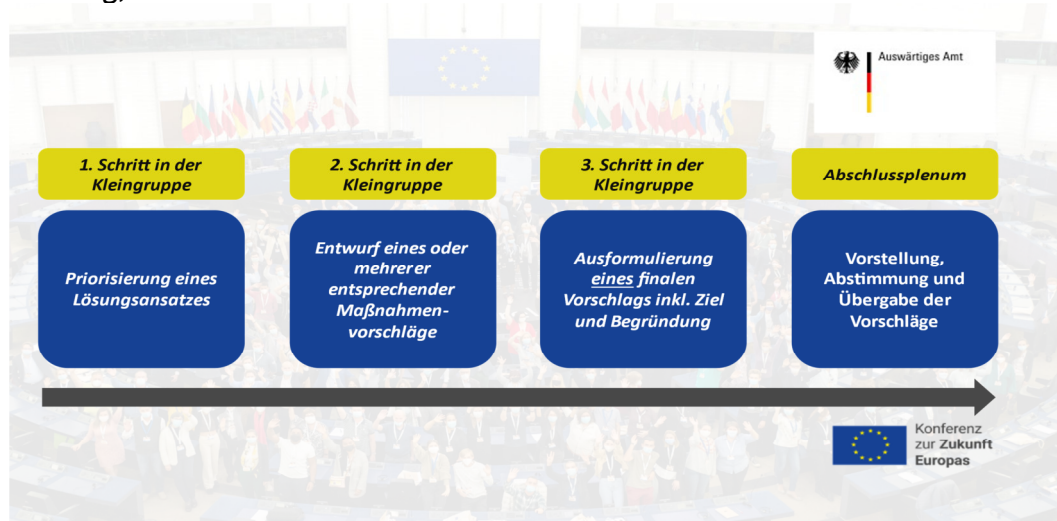 Auswärtiges Amt
1. Schritt in der
Kleingruppe
2. Schritt in der
Kleingruppe
3. Schritt in der
Kleingruppe
Abschlussplenum
Priorisierung eines
Lösungsansatzes
Entwurf eines oder
mehrerer
entsprechender
Maßnahmen-
vorschläge
Ausformulierung
eines finalen
Vorschlags inkl. Ziel
und Begründung
Vorstellung,
Abstimmung und
Übergabe der
Vorschläge
Konferenz
zur Zukunft
Europas